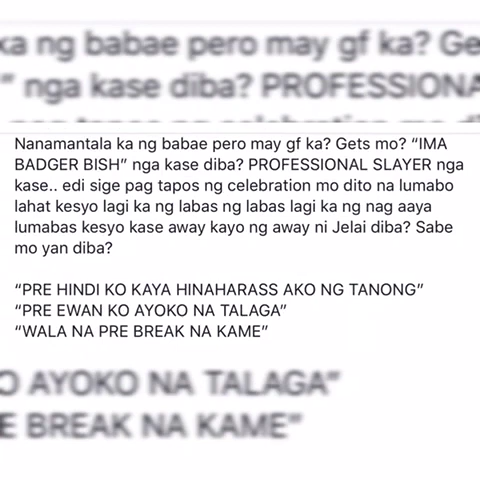 ka ng babae pero may gf ka? Ge
” nga kase diba? PROFESSIONA
Nanamantala ka ng babae pero may gf ka? Gets mo? “IMA
BADGER BISH” nga kase diba? PROFESSIONAL SLAYER nga
kase.. edi sige pag tapos ng celebration mo dito na lumabo
lahat kesyo lagi ka ng labas ng labas lagi ka ng nag aaya
lumabas kesyo kase away kayo ng away ni Jelai diba? Sabe
mo yan diba?
“PRE HINDI KO KAYA HINAHARASS AKO NG TANONG”
“PRE EWAN KO AYOKO NA TALAGA”
“WALA NA PRE BREAK NA KAME”
O AYOKO NA TALAGA”
E BREAK NA KAME”